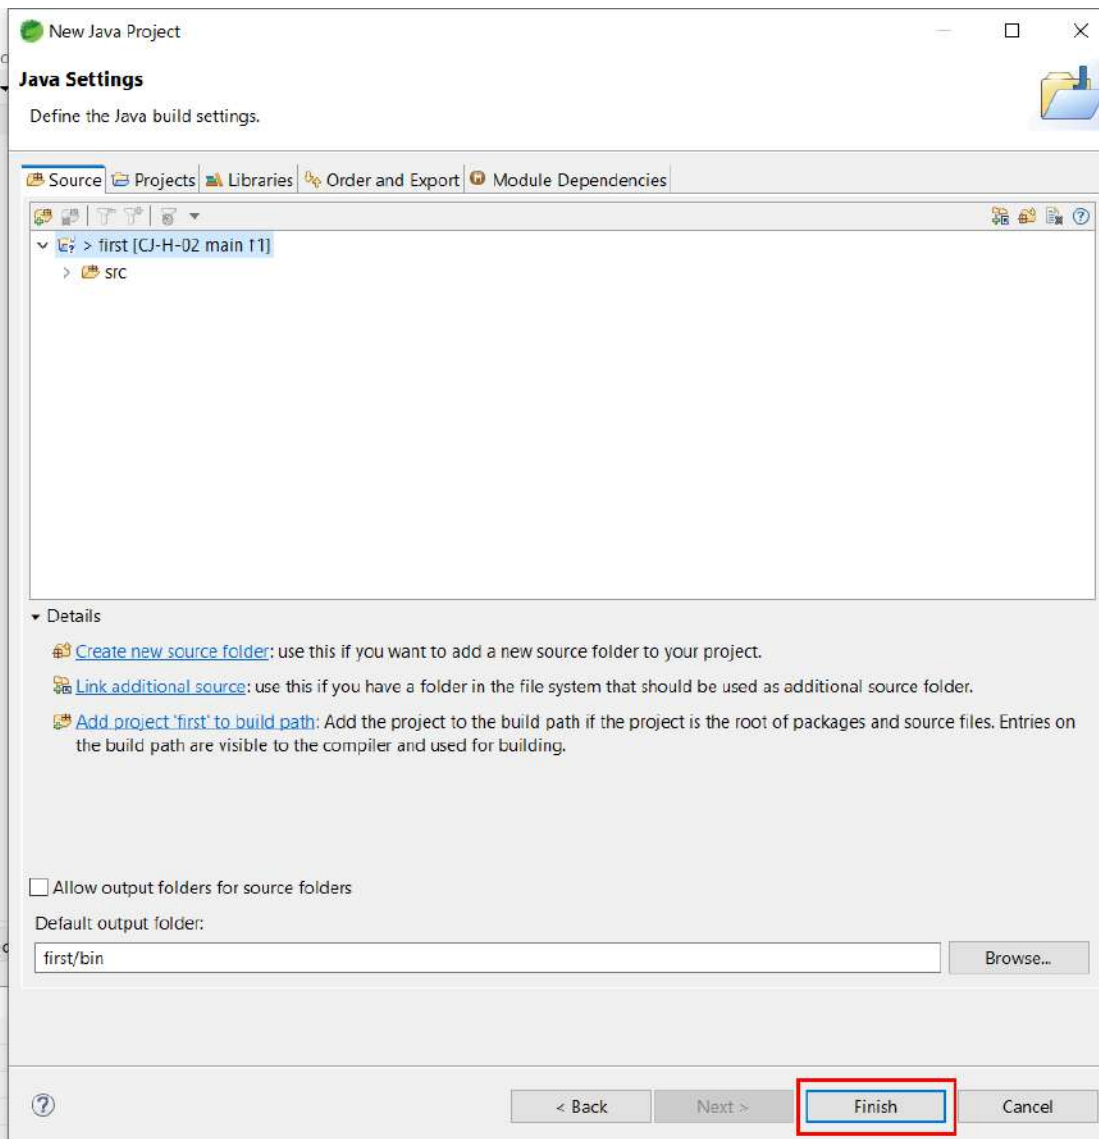 New Java Project
Java Settings
Define the Java build settings.
Source Projects Libraries Order and Export Module Dependencies
> first [CJ-H-02 main ↑1]
src
Details
Create new source folder: use this if you want to add a new source folder to your project.
Link additional source: use this if you have a folder in the file system that should be used as additional source folder.
Add project 'first' to build path: Add the project to the build path if the project is the root of packages and source files. Entries on
the build path are visible to the compiler and used for building.
Allow output folders for source folders
Default output folder:
first/bin
Browse...
< Back Next > Finish Cancel